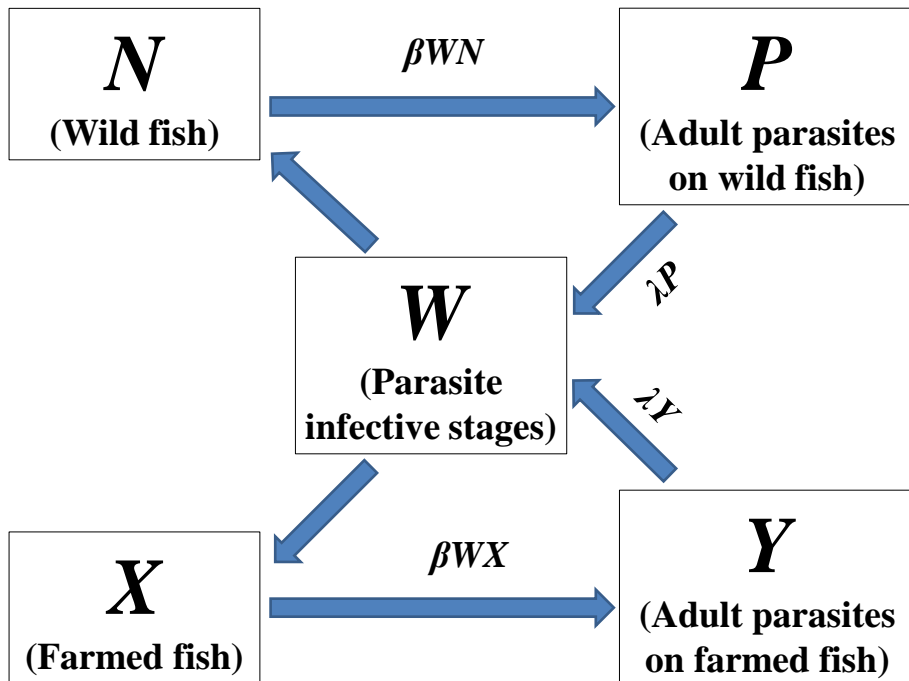 N
(Wild fish)
βWN
P
(Adult parasites
on wild fish)
λP
W
(Parasite
infective stages)
λY
X
(Farmed fish)
βWX
Y
(Adult parasites
on farmed fish)